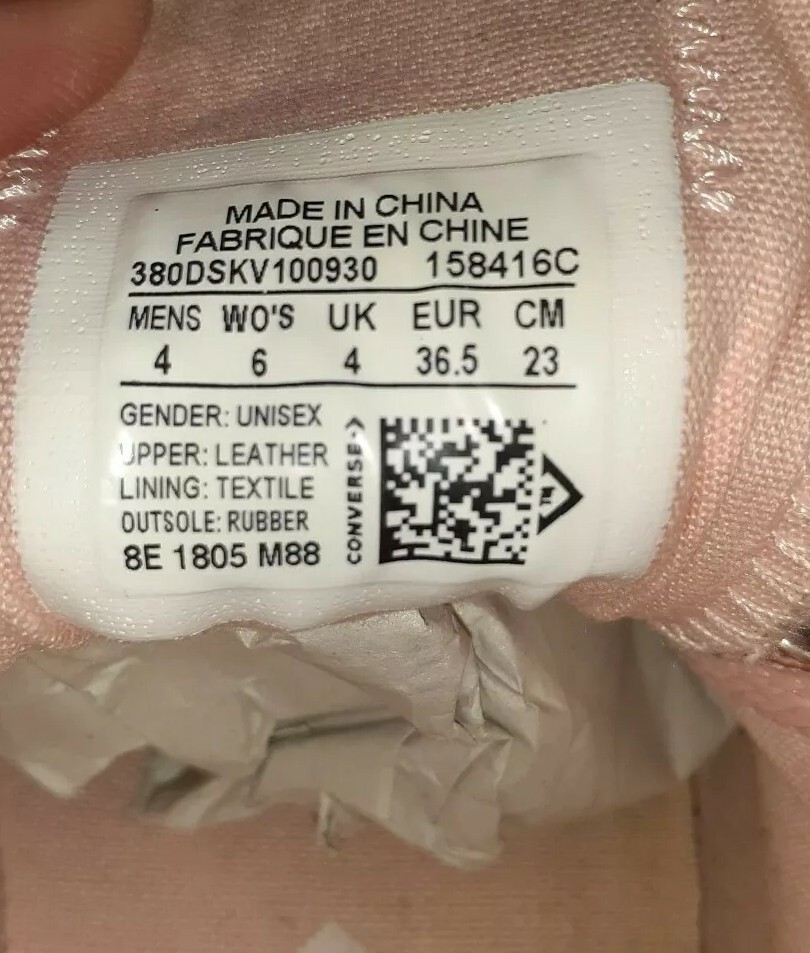 MADE IN CHINA
FABRIQUE EN CHINE
380DSKV100930 158416C
MENS WO'S UK EUR CM
4 6 4 36.5 23
GENDER: UNISEX
UPPER: LEATHER
LINING: TEXTILE
OUTSOLE: RUBBER
8E 1805 M88
CONVERSE
TM